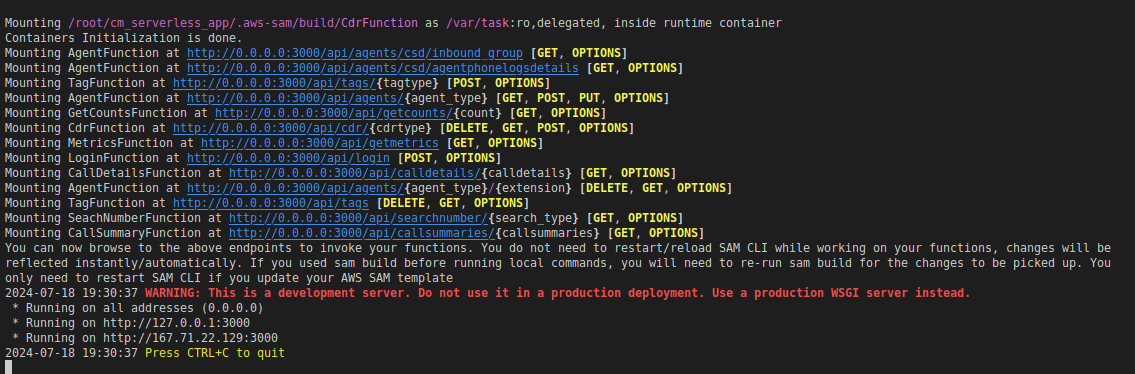 Mounting /root/cm_serverless_app/.aws-sam/build/CdrFunction as /var/task:ro,delegated, inside runtime container
Containers Initialization is done.
Mounting AgentFunction at http://0.0.0.0:3000/api/agents/csd/inbound_group [GET, OPTIONS]
Mounting AgentFunction at http://0.0.0.0:3000/api/agents/csd/agentphonelogsdetails [GET, OPTIONS]
Mounting TagFunction at http://0.0.0.0:3000/api/tags/{tagtype} [POST, OPTIONS]
Mounting AgentFunction at http://0.0.0.0:3000/api/agents/{agent_type} [GET, POST, PUT, OPTIONS]
Mounting GetCountsFunction at http://0.0.0.0:3000/api/getcounts/{count} [GET, OPTIONS]
Mounting CdrFunction at http://0.0.0.0:3000/api/cdr/{cdrtype} [DELETE, GET, POST, OPTIONS]
Mounting MetricsFunction at http://0.0.0.0:3000/api/getmetrics [GET, OPTIONS]
Mounting LoginFunction at http://0.0.0.0:3000/api/login [POST, OPTIONS]
Mounting CallDetailsFunction at http://0.0.0.0:3000/api/calldetails/{calldetails} [GET, OPTIONS]
Mounting AgentFunction at http://0.0.0.0:3000/api/agents/{agent_type}/{extension} [DELETE, GET, OPTIONS]
Mounting TagFunction at http://0.0.0.0:3000/api/tags [DELETE, GET, OPTIONS]
Mounting SeachNumberFunction at http://0.0.0.0:3000/api/searchnumber/{search_type} [GET, OPTIONS]
Mounting CallSummaryFunction at http://0.0.0.0:3000/api/callsummaries/{callsummaries} [GET, OPTIONS]
You can now browse to the above endpoints to invoke your functions. You do not need to restart/reload SAM CLI while working on your functions, changes will be
reflected instantly/automatically. If you used sam build before running local commands, you will need to re-run sam build for the changes to be picked up. You
only need to restart SAM CLI if you update your AWS SAM template
2024-07-18 19:30:37 WARNING: This is a development server. Do not use it in a production deployment. Use a production WSGI server instead.
 * Running on all addresses (0.0.0.0)
 * Running on http://127.0.0.1:3000
 * Running on http://167.71.22.129:3000
2024-07-18 19:30:37 Press CTRL+C to quit